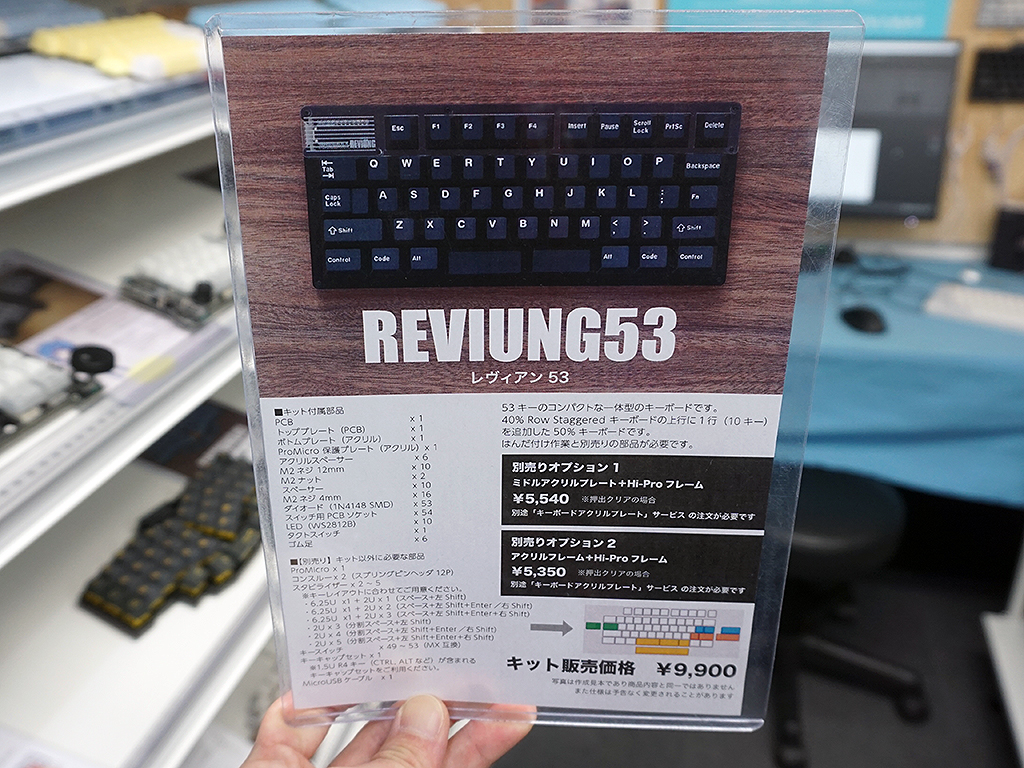 REVIUNG
Esc F1 F2 F3 F4 Insert Pause Scroll Lock PrtSc Delete
Tab Q W E R T Y U I O P Backspace
Caps Lock A S D F G H J K L ; Fn
Shift Z X C V B N M < > Shift
Control Code Alt Alt Code Control
REVIUNG53
レヴィアン 53
■キット付属部品
PCB x 1
トッププレート（PCB） x 1
ボトムプレート（アクリル） x 1
ProMicro 保護プレート（アクリル）x 1
アクリルスペーサー x 6
M2 ネジ 12mm x 10
M2 ナット x 2
スペーサー x 10
M2 ネジ 4mm x 16
ダイオード（1N4148 SMD） x 53
スイッチ用 PCB ソケット x 54
LED（WS2812B） x 10
タクトスイッチ x 1
ゴム足 x 6
■【別売り】キット以外に必要な部品
ProMicro x 1
コンスルー x 2（スプリングピンヘッダ 12P）
スタビライザー x 2 ~ 5
※キーレイアウトに合わせてご用意ください。
・6.25U x1 + 2U x 1（スペース+左 Shift）
・6.25U x1 + 2U x 2（スペース+左 Shift+Enter／右 Shift）
・6.25U x1 + 2U x 3（スペース+左 Shift+Enter+右 Shift）
・2U x 3（分割スペース+左 Shift）
・2U x 4（分割スペース+左 Shift+Enter／右 Shift）
・2U x 5（分割スペース+左 Shift+Enter+右 Shift）
キースイッチ x 49 ~ 53（MX 互換）
キーキャップセット x 1
※1.5U R4 キー（CTRL, ALT など）が含まれる
キーキャップセットをご利用ください。
MicroUSB ケーブル x 1
53 キーのコンパクトな一体型のキーボードです。
40% Row Staggered キーボードの上行に 1 行（10 キー）
を追加した 50% キーボードです。
はんだ付け作業と別売りの部品が必要です。
別売りオプション 1
ミドルアクリルプレート＋Hi-Pro フレーム
￥5,540 ※押出クリアの場合
別途「キーボードアクリルプレート」サービス の注文が必要です
別売りオプション 2
アクリルフレーム＋Hi-Pro フレーム
￥5,350 ※押出クリアの場合
別途「キーボードアクリルプレート」サービス の注文が必要です
キット販売価格 ￥9,900
写真は作成見本であり商品内容と同一ではありません
また仕様は予告なく変更されることがあります